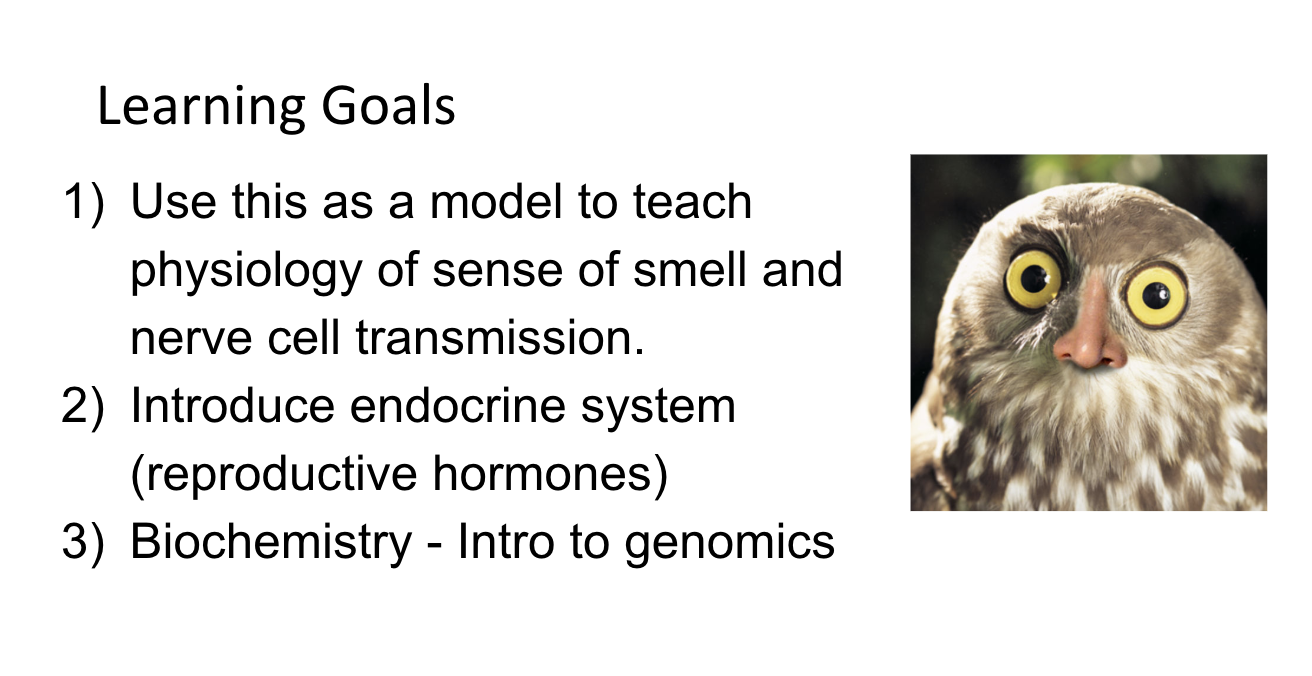 Learning Goals
1) Use this as a model to teach
physiology of sense of smell and
nerve cell transmission.
2) Introduce endocrine system
(reproductive hormones)
3) Biochemistry - Intro to genomics